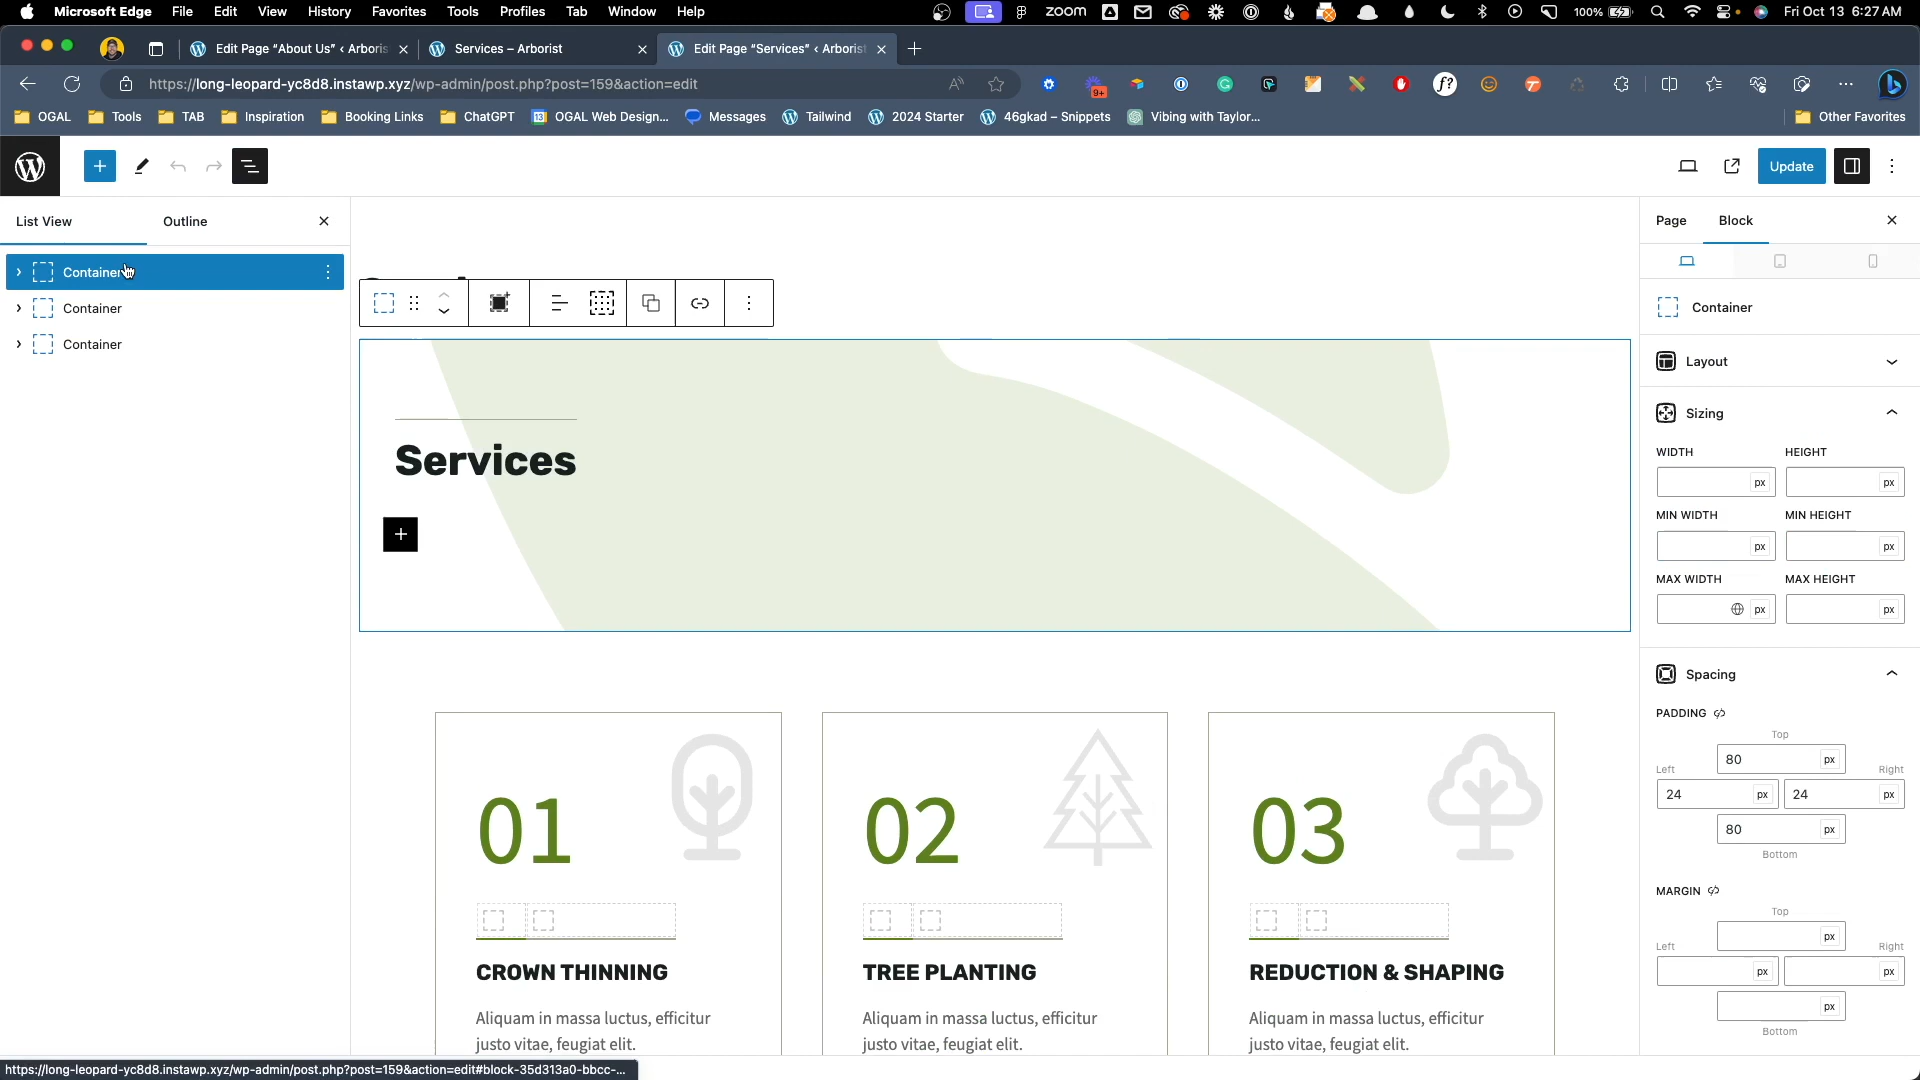 Microsoft Edge File Edit View History Favorites Tools Profiles Tab Window Help
zoom 100% Fri Oct 13 6:27 AM
Edit Page “About Us” ‹ Arboris
Services – Arborist
Edit Page “Services” ‹ Arborist
https://long-leopard-yc8d8.instawp.xyz/wp-admin/post.php?post=159&action=edit
9+
OGAL Tools TAB Inspiration Booking Links ChatGPT OGAL Web Design... Messages Tailwind 2024 Starter 46gkad – Snippets Vibing with Taylor... Other Favorites
Update
List View
Outline
Container
Container
Container
Services
01
02
03
CROWN THINNING
TREE PLANTING
REDUCTION & SHAPING
Aliquam in massa luctus, efficitur
justo vitae, feugiat elit.
Aliquam in massa luctus, efficitur
justo vitae, feugiat elit.
Aliquam in massa luctus, efficitur
justo vitae, feugiat elit.
Page
Block
Container
Layout
Sizing
WIDTH HEIGHT
px px
MIN WIDTH MIN HEIGHT
px px
MAX WIDTH MAX HEIGHT
px px
Spacing
PADDING
Top
80 px
Left Right
24 px 24 px
80 px
Bottom
MARGIN
Top
px
Left Right
px px
px
Bottom
https://long-leopard-yc8d8.instawp.xyz/wp-admin/post.php?post=159&action=edit#block-35d313a0-bbcc-...